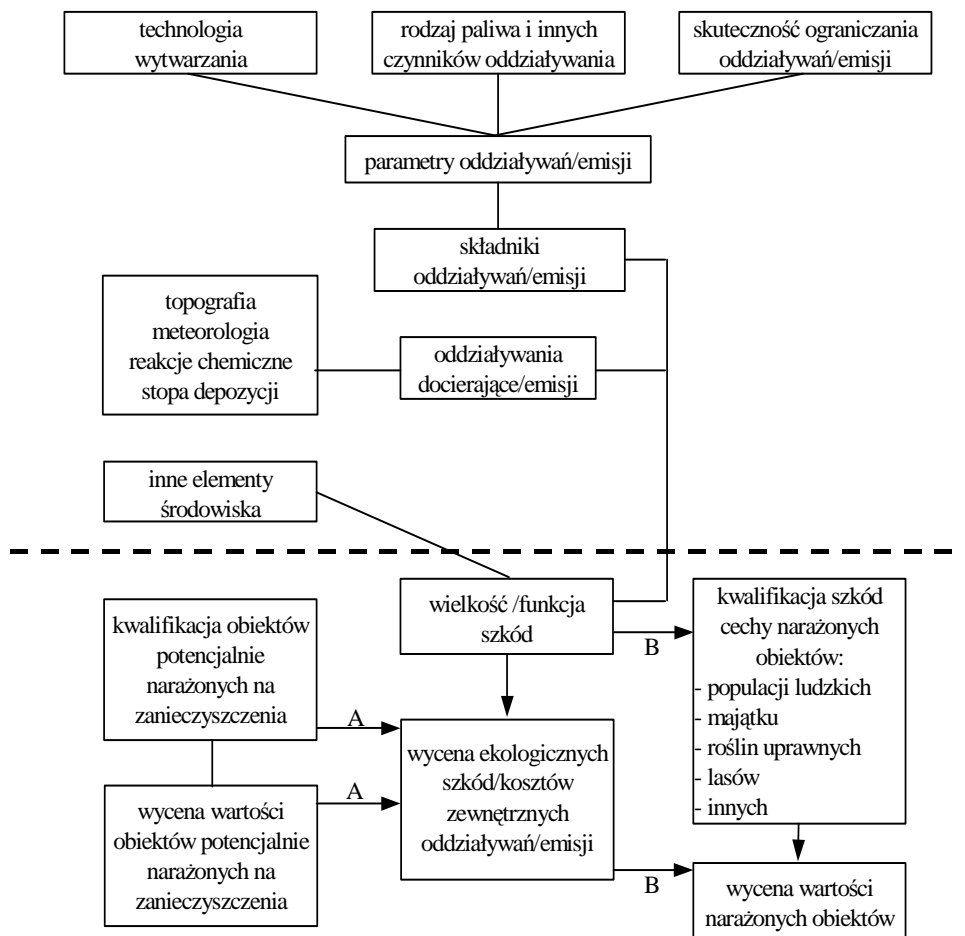 technologia
wytwarzania
rodzaj paliwa i innych
czynników oddziaływania
skuteczność ograniczania
oddziaływań/emisji
parametry oddziaływań/emisji
składniki
oddziaływań/emisji
topografia
meteorologia
reakcje chemiczne
stopa depozycji
oddziaływania
docierające/emisji
inne elementy
środowiska
wielkość /funkcja
szkód
B
kwalifikacja szkód
cechy narażonych
obiektów:
- populacji ludzkich
- majątku
- roślin uprawnych
- lasów
- innych
kwalifikacja obiektów
potencjalnie
narażonych na
zanieczyszczenia
A
wycena ekologicznych
szkód/kosztów
zewnętrznych
oddziaływań/emisji
A
wycena wartości
obiektów potencjalnie
narażonych na
zanieczyszczenia
B
wycena wartości
narażonych obiektów